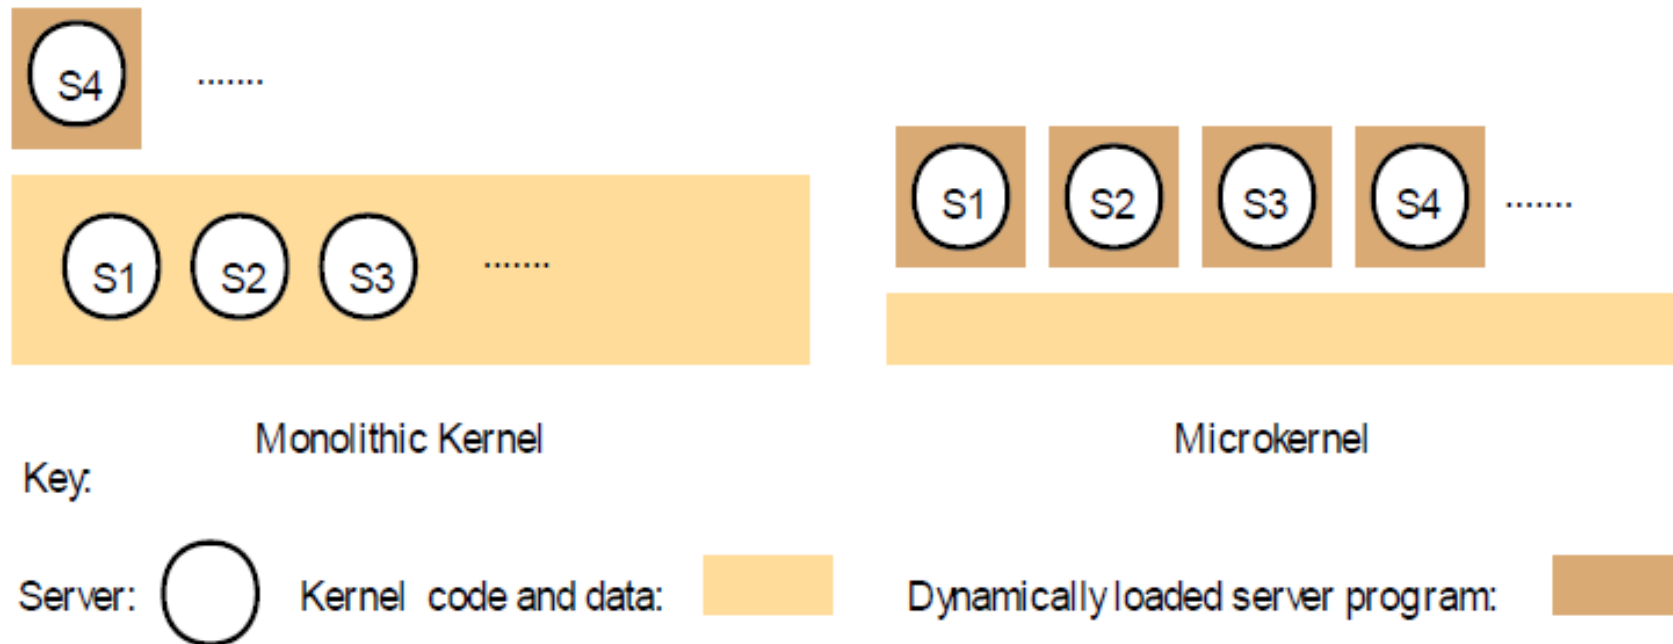 S4 .......
S1 S2 S3 S4 .......
S1 S2 S3 .......
Monolithic Kernel
Microkernel
Key:
Server:
Kernel code and data:
Dynamically loaded server program: